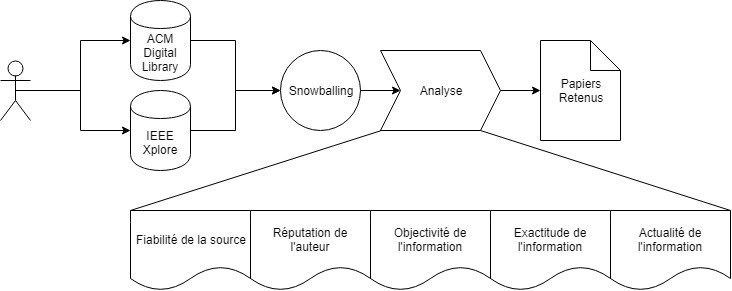 ACM
Digital
Library
IEEE
Xplore
Snowballing
Analyse
Papiers
Retenus
Fiabilité de la source
Réputation de
l'auteur
Objectivité de
l'information
Exactitude de
l'information
Actualité de
l'information